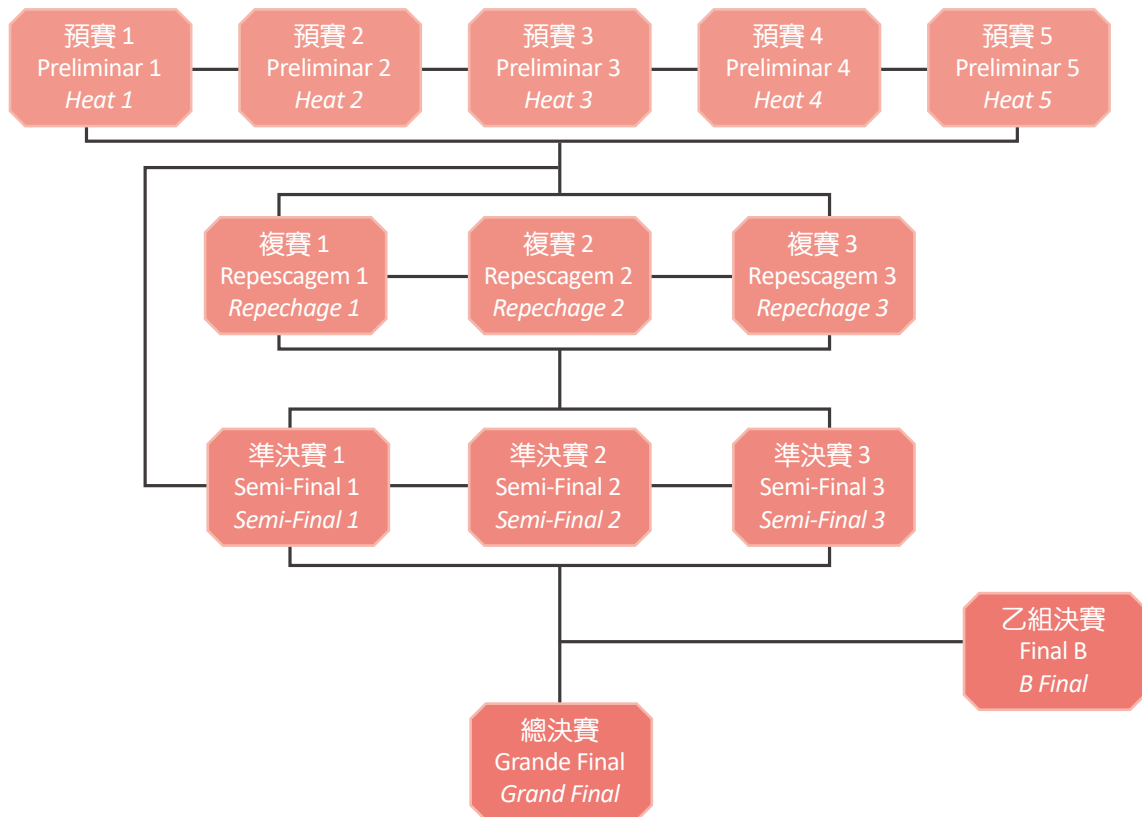 預賽 1
Preliminar 1
Heat 1
預賽 2
Preliminar 2
Heat 2
預賽 3
Preliminar 3
Heat 3
預賽 4
Preliminar 4
Heat 4
預賽 5
Preliminar 5
Heat 5
複賽 1
Repescagem 1
Repechage 1
複賽 2
Repescagem 2
Repechage 2
複賽 3
Repescagem 3
Repechage 3
準決賽 1
Semi-Final 1
Semi-Final 1
準決賽 2
Semi-Final 2
Semi-Final 2
準決賽 3
Semi-Final 3
Semi-Final 3
乙組決賽
Final B
B Final
總決賽
Grande Final
Grand Final